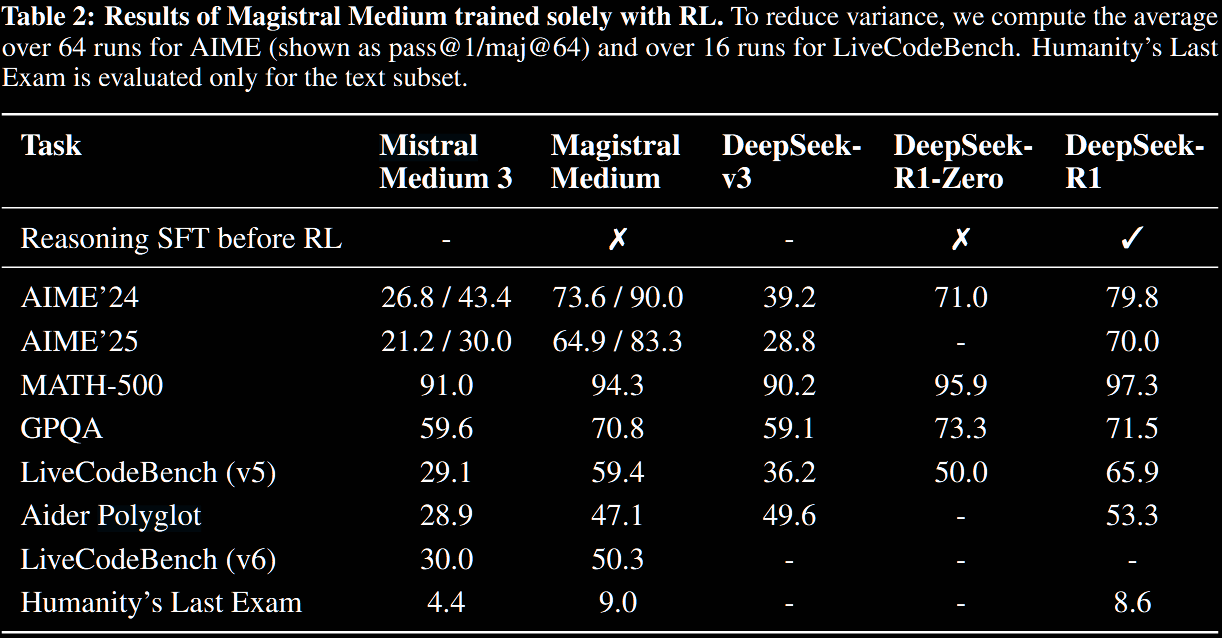 Table 2: Results of Magistral Medium trained solely with RL. To reduce variance, we compute the average
over 64 runs for AIME (shown as pass@1/maj@64) and over 16 runs for LiveCodeBench. Humanity's Last
Exam is evaluated only for the text subset.
Task Mistral Medium 3 Magistral Medium DeepSeek-v3 DeepSeek-R1-Zero DeepSeek-R1
Reasoning SFT before RL - ✗ - ✗ ✓
AIME'24 26.8 / 43.4 73.6 / 90.0 39.2 71.0 79.8
AIME'25 21.2 / 30.0 64.9 / 83.3 28.8 - 70.0
MATH-500 91.0 94.3 90.2 95.9 97.3
GPQA 59.6 70.8 59.1 73.3 71.5
LiveCodeBench (v5) 29.1 59.4 36.2 50.0 65.9
Aider Polyglot 28.9 47.1 49.6 - 53.3
LiveCodeBench (v6) 30.0 50.3 - - -
Humanity's Last Exam 4.4 9.0 - - 8.6